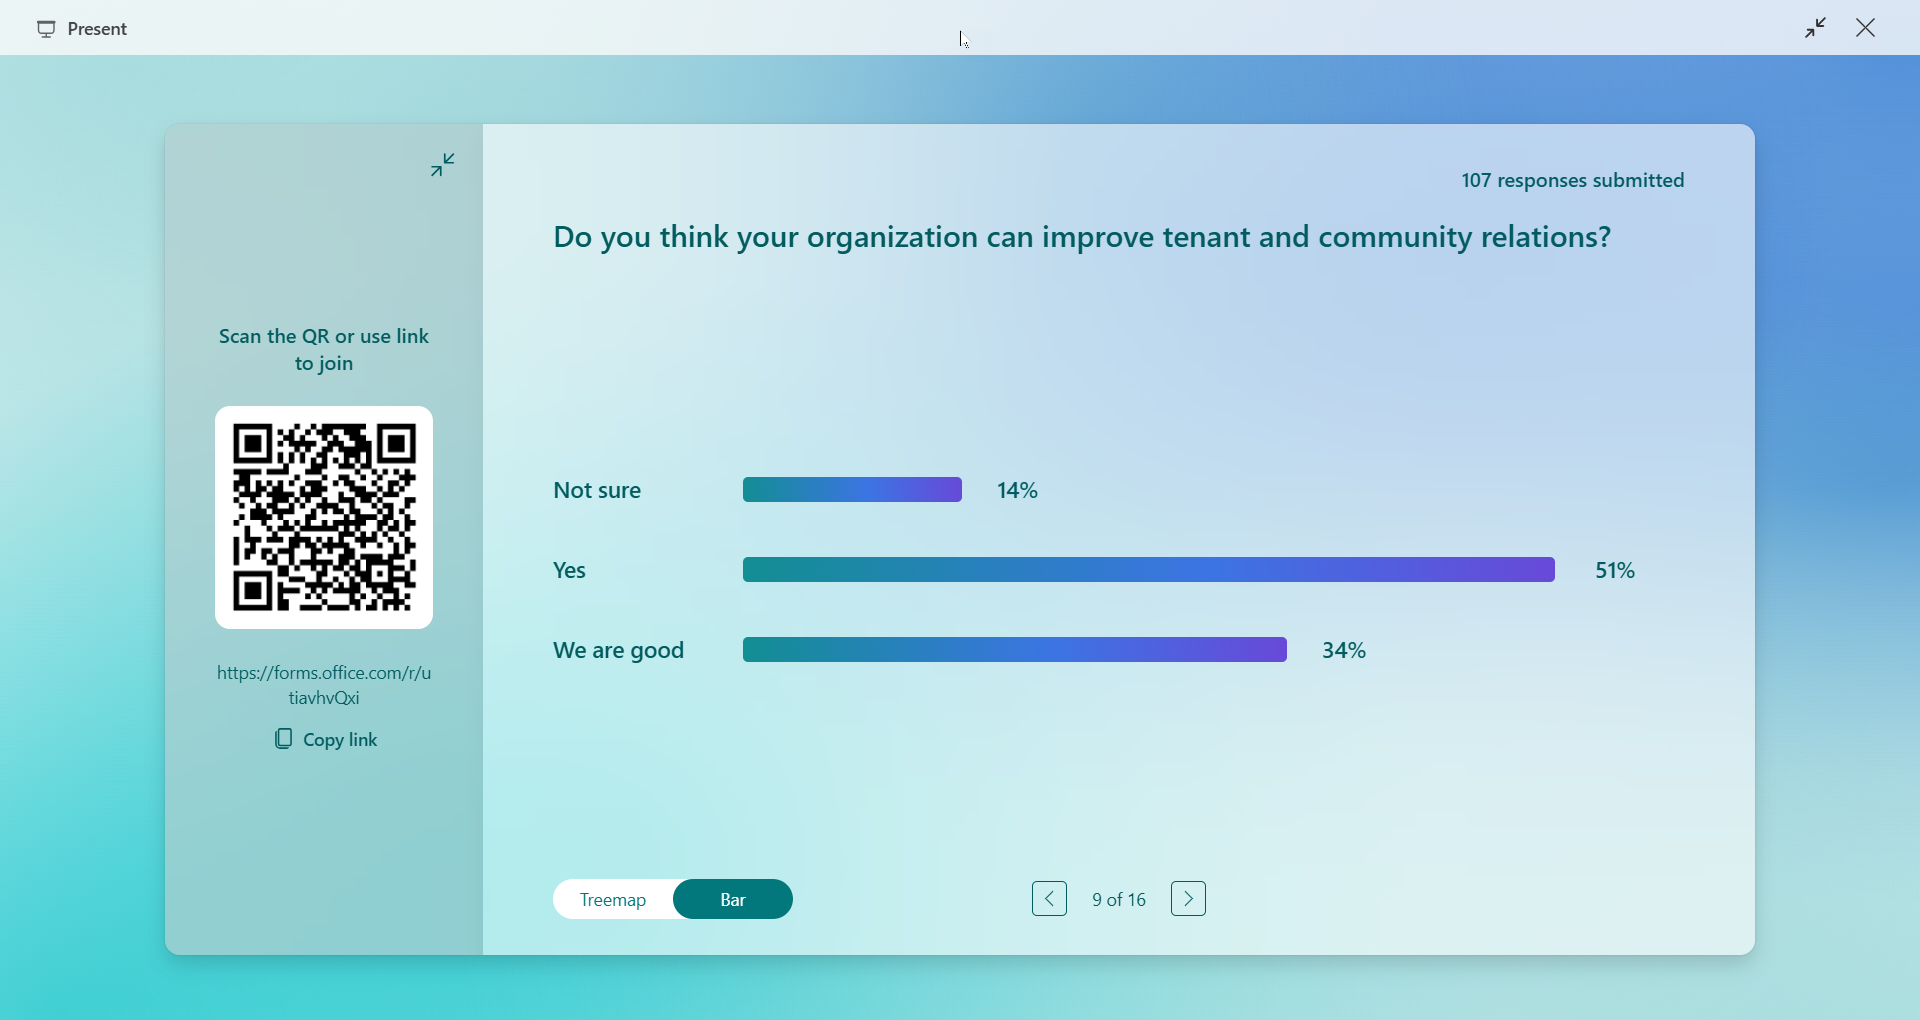 Present
107 responses submitted
Do you think your organization can improve tenant and community relations?
Scan the QR or use link
to join
https://forms.office.com/r/u
tiavhvQxi
Copy link
Not sure 14%
Yes 51%
We are good 34%
Treemap Bar
9 of 16